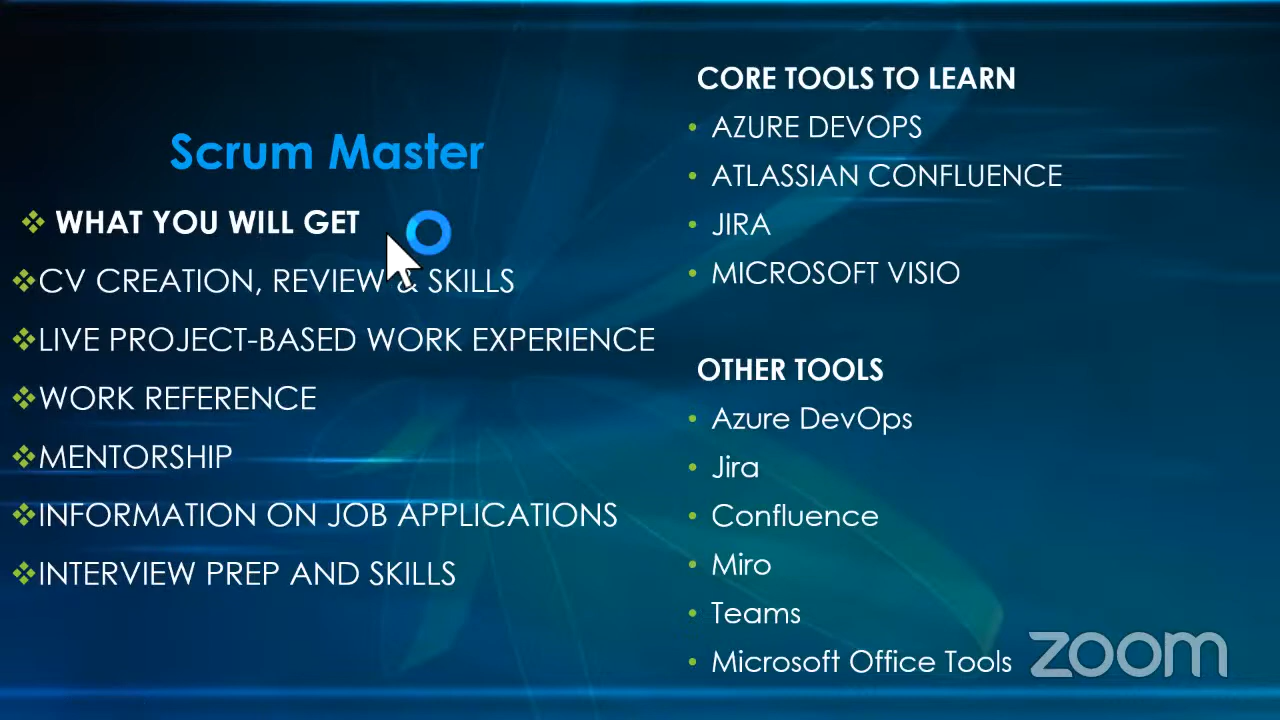 Scrum Master
WHAT YOU WILL GET
CV CREATION, REVIEW & SKILLS
LIVE PROJECT-BASED WORK EXPERIENCE
WORK REFERENCE
MENTORSHIP
INFORMATION ON JOB APPLICATIONS
INTERVIEW PREP AND SKILLS
CORE TOOLS TO LEARN
AZURE DEVOPS
ATLASSIAN CONFLUENCE
JIRA
MICROSOFT VISIO
OTHER TOOLS
Azure DevOps
Jira
Confluence
Miro
Teams
Microsoft Office Tools
zoom